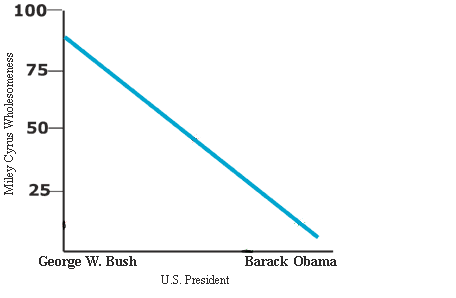 100
75
50
25
Miley Cyrus Wholesomeness
George W. Bush Barack Obama
U.S. President